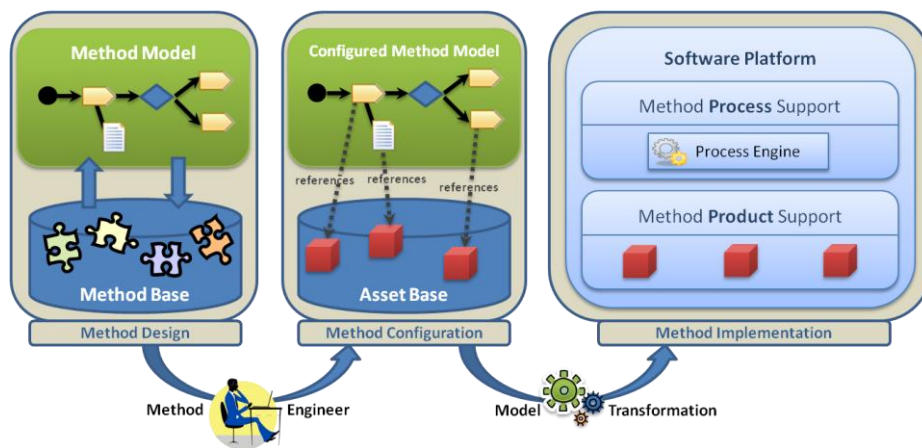 Method Model
Method Base
Method Design
Configured Method Model
references
references
references
Asset Base
Method Configuration
Software Platform
Method Process Support
Process Engine
Method Product Support
Method Implementation
Method Engineer
Model Transformation